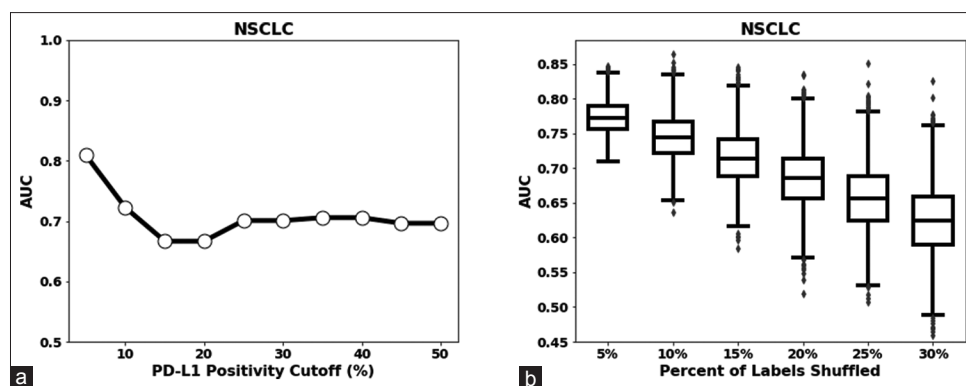 NSCLC
1.0
0.9
0.8
0.7
0.6
0.5
AUC
10 20 30 40 50
PD-L1 Positivity Cutoff (%)
a
NSCLC
0.85
0.80
0.75
0.70
0.65
0.60
0.55
0.50
0.45
AUC
5% 10% 15% 20% 25% 30%
Percent of Labels Shuffled
b